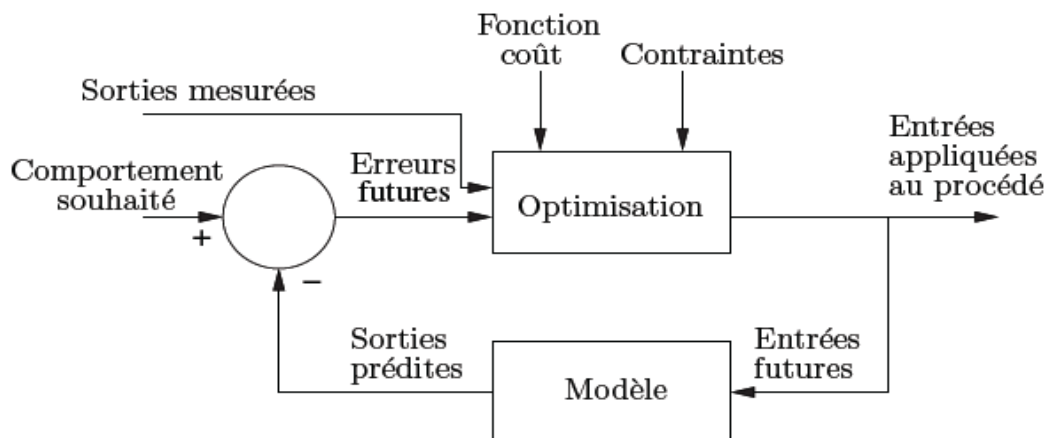 Fonction
coût
Contraintes
Sorties mesurées
Comportement
souhaité
+
−
Erreurs
futures
Optimisation
Entrées
appliquées
au procédé
Sorties
prédites
Modèle
Entrées
futures